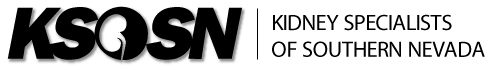 KSOSN
KIDNEY SPECIALISTS
OF SOUTHERN NEVADA